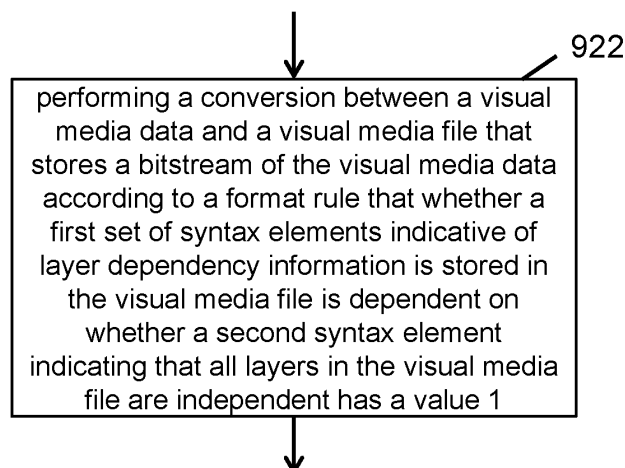 922
performing a conversion between a visual
media data and a visual media file that
stores a bitstream of the visual media data
according to a format rule that whether a
first set of syntax elements indicative of
layer dependency information is stored in
the visual media file is dependent on
whether a second syntax element
indicating that all layers in the visual media
file are independent has a value 1